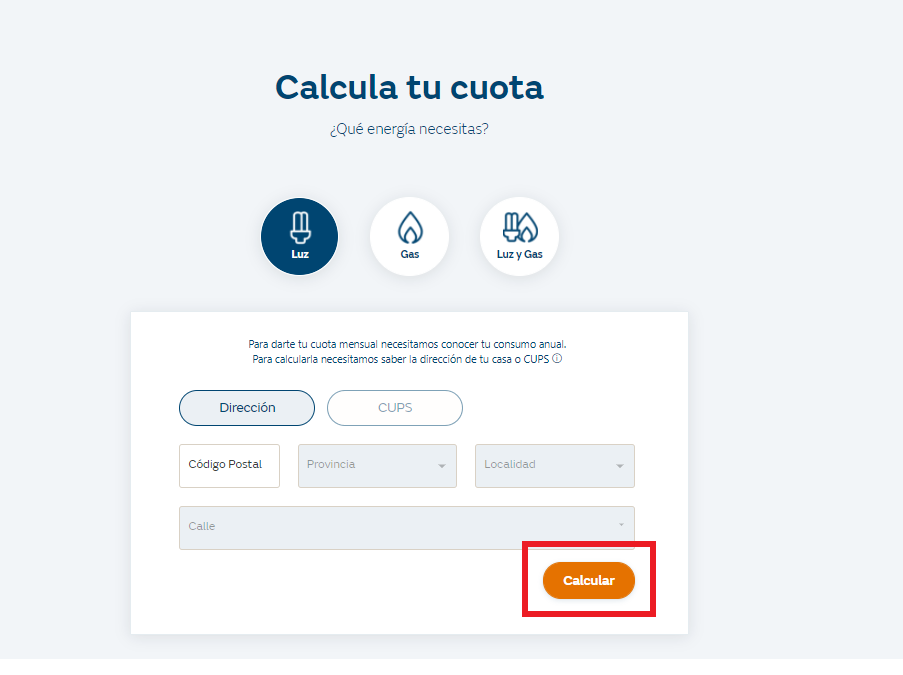 Calcula tu cuota
¿Qué energía necesitas?
Luz
Gas
Luz y Gas
Para darte tu cuota mensual necesitamos conocer tu consumo anual.
Para calcularla necesitamos saber la dirección de tu casa o CUPS ⓘ
Dirección
CUPS
Código Postal
Provincia
Localidad
Calle
Calcular